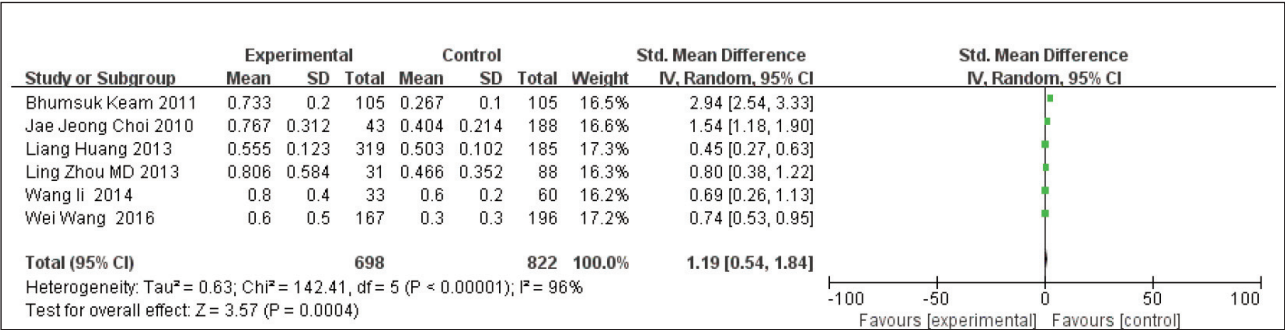 Experimental Control Std. Mean Difference Std. Mean Difference
Study or Subgroup Mean SD Total Mean SD Total Weight IV, Random, 95% CI IV, Random, 95% CI
Bhumsuk Keam 2011 0.733 0.2 105 0.267 0.1 105 16.5% 2.94 [2.54, 3.33]
Jae Jeong Choi 2010 0.767 0.312 43 0.404 0.214 188 16.6% 1.54 [1.18, 1.90]
Liang Huang 2013 0.555 0.123 319 0.503 0.102 185 17.3% 0.45 [0.27, 0.63]
Ling Zhou MD 2013 0.806 0.584 31 0.466 0.352 88 16.2% 0.80 [0.38, 1.22]
Wang li 2014 0.8 0.4 33 0.6 0.2 60 16.2% 0.69 [0.26, 1.13]
Wei Wang 2016 0.6 0.5 167 0.3 0.3 196 17.2% 0.74 [0.53, 0.95]
Total (95% CI) 698 822 100.0% 1.19 [0.54, 1.84]
Heterogeneity: Tau² = 0.63; Chi² = 142.41, df = 5 (P < 0.00001); I² = 96%
Test for overall effect: Z = 3.57 (P = 0.0004)
-100 -50 0 50 100
Favours [experimental] Favours [control]